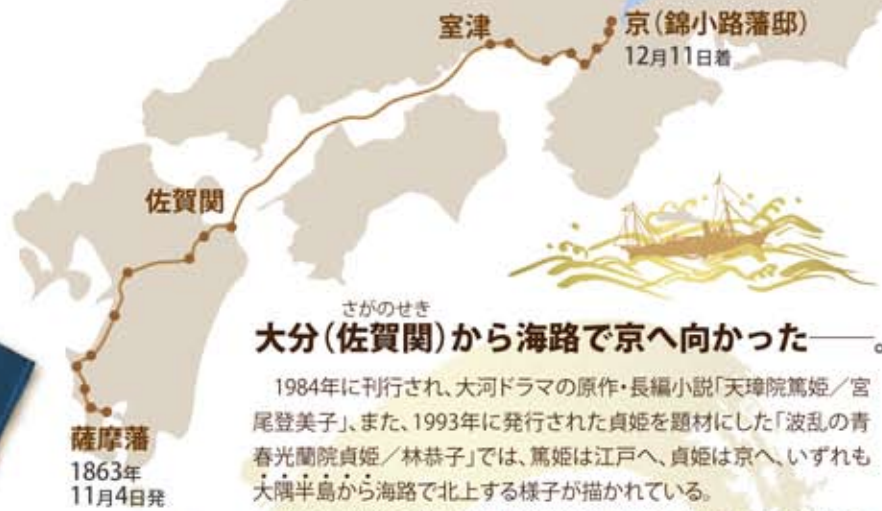 室津
京（錦小路藩邸）
12月11日着
佐賀関
さがのせき
大分（佐賀関）から海路で京へ向かった――。
1984年に刊行され、大河ドラマの原作・長編小説「天璋院篤姫／宮
尾登美子」、また、1993年に発行された貞姫を題材にした「波乱の青
春光蘭院貞姫／林恭子」では、篤姫は江戸へ、貞姫は京へ、いずれも
大隅半島から海路で北上する様子が描かれている。
薩摩藩
1863年
11月4日発